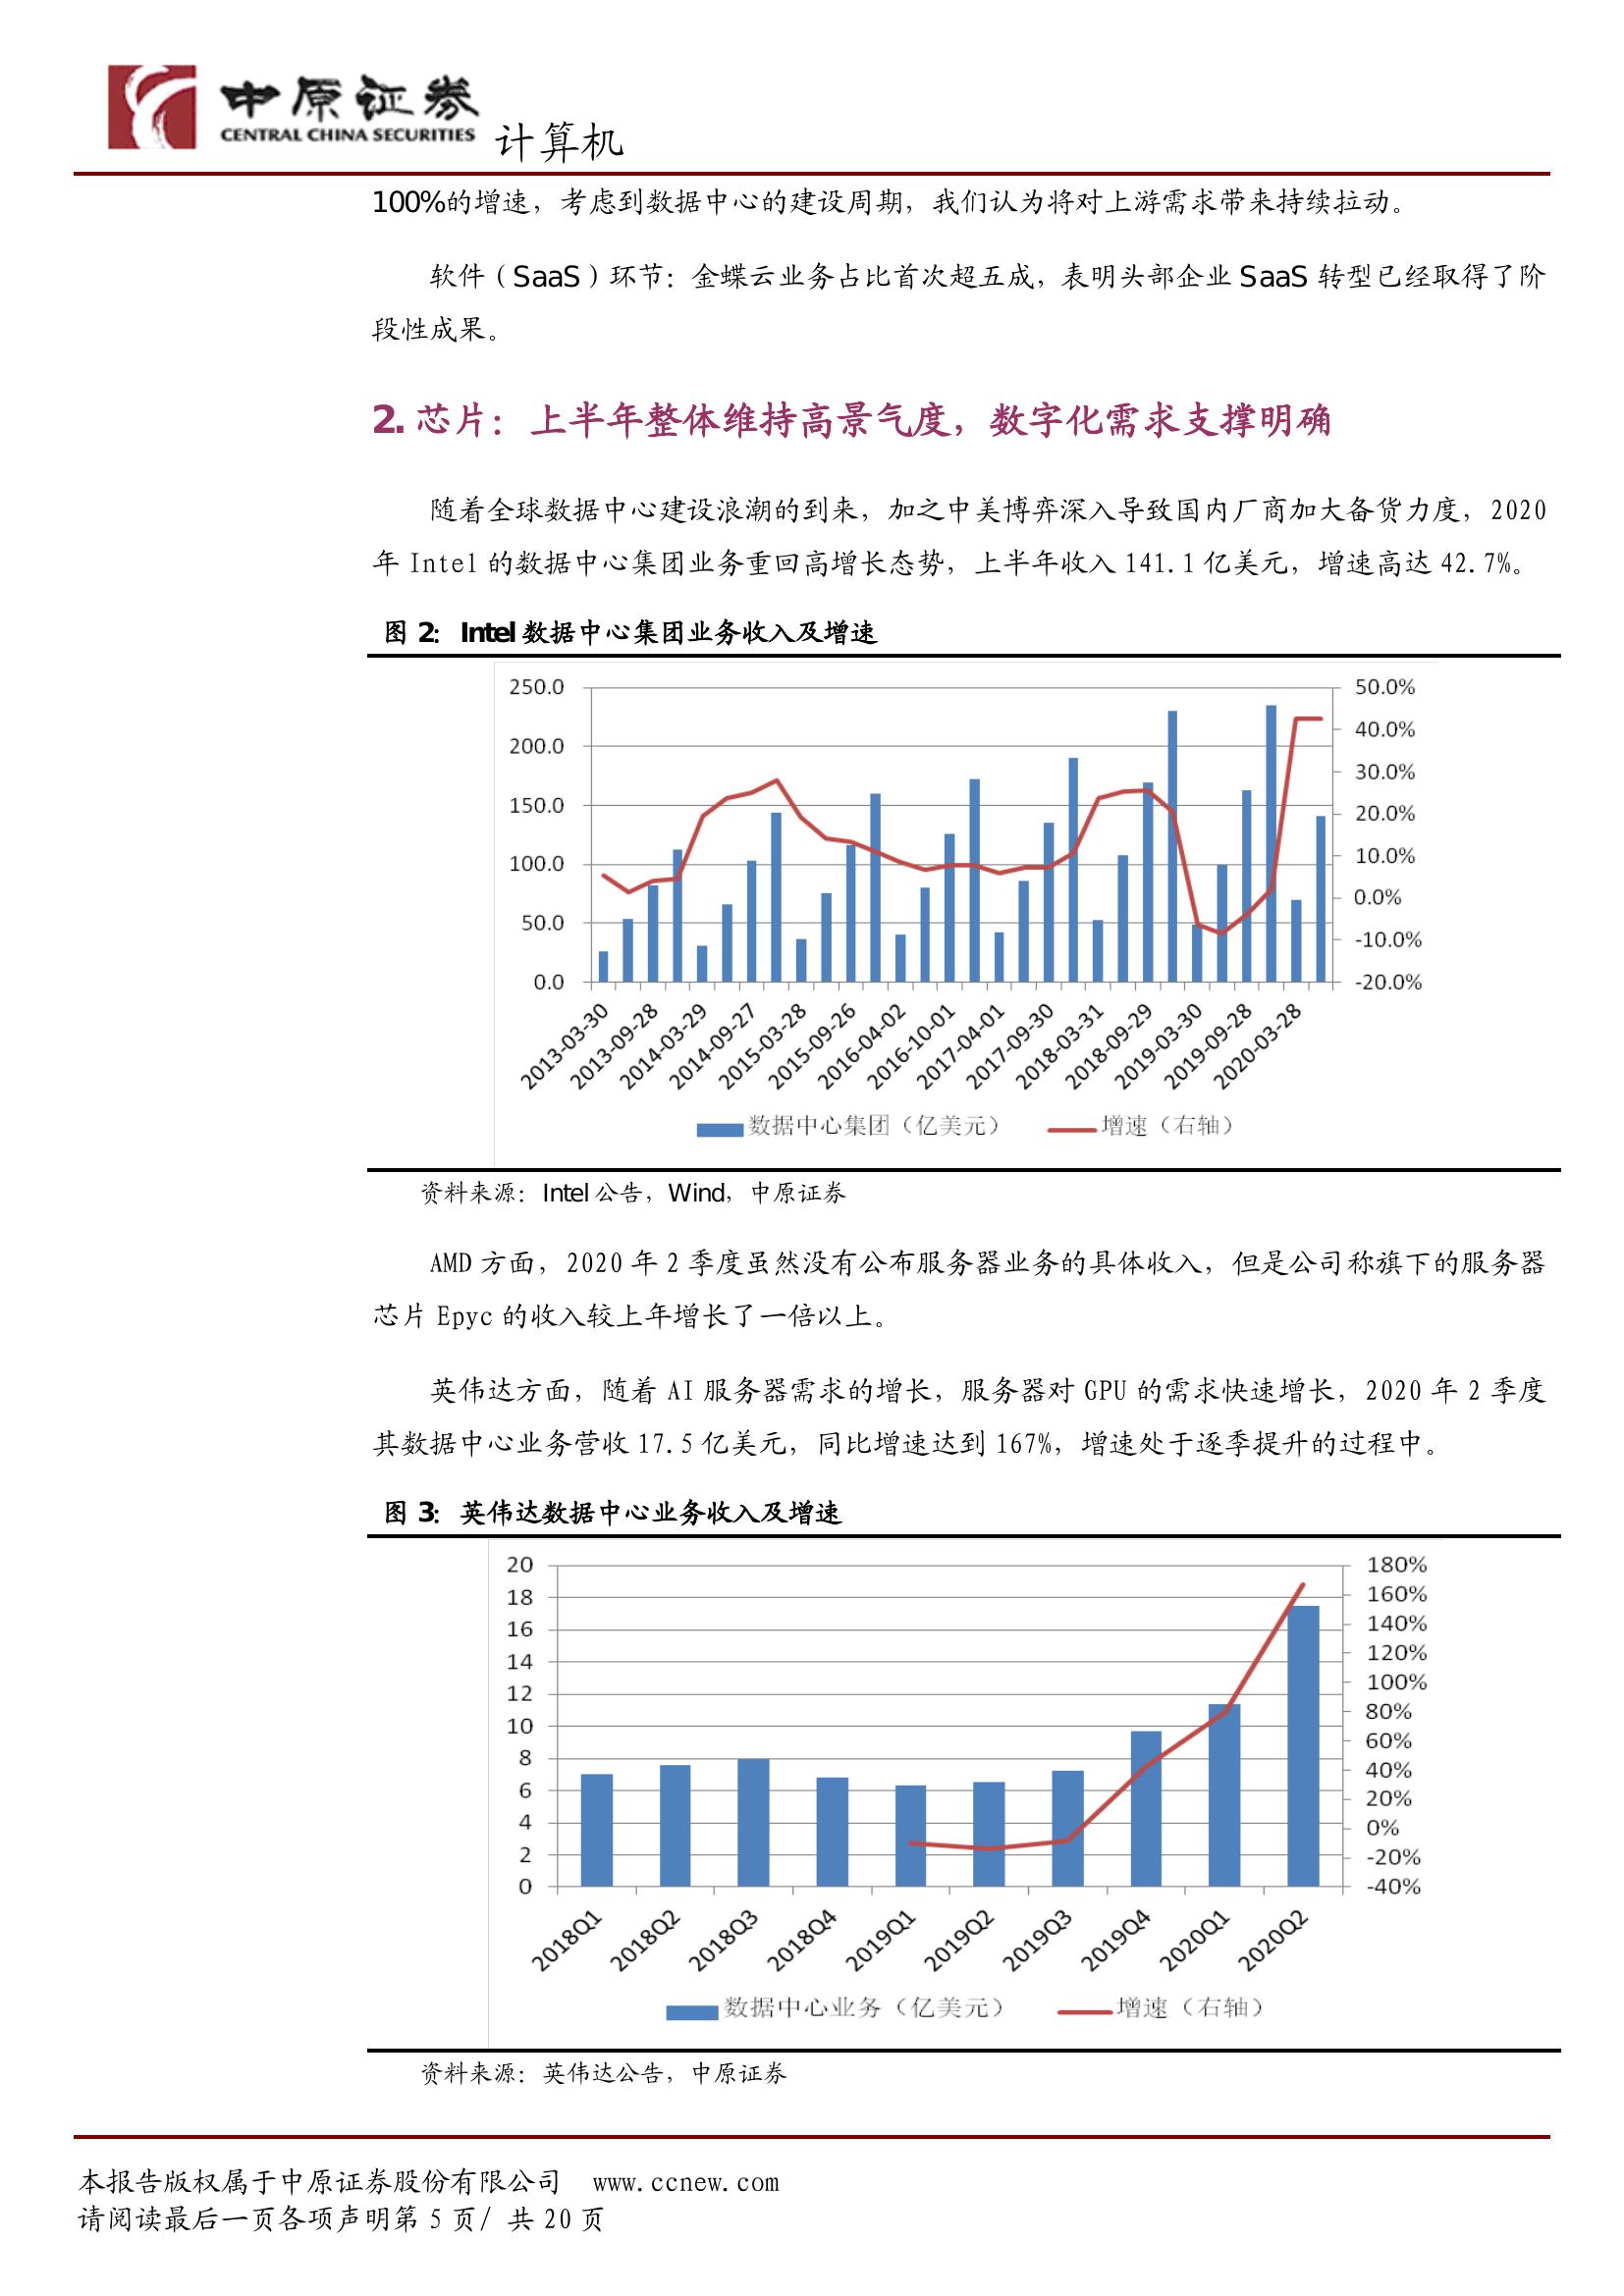 中原证券
CENTRAL CHINA SECURITIES
计算机
100%的增速，考虑到数据中心的建设周期，我们认为将对上游需求带来持续拉动。
软件（SaaS）环节：金蝶云业务占比首次超五成，表明头部企业 SaaS 转型已经取得了阶
段性成果。
2. 芯片：上半年整体维持高景气度，数字化需求支撑明确
随着全球数据中心建设浪潮的到来，加之中美博弈深入导致国内厂商加大备货力度，2020
年 Intel 的数据中心集团业务重回高增长态势，上半年收入 141.1 亿美元，增速高达 42.7%。
图 2： Intel 数据中心集团业务收入及增速
250.0
200.0
150.0
100.0
50.0
0.0
50.0%
40.0%
30.0%
20.0%
10.0%
0.0%
-10.0%
-20.0%
2013-03-30
2013-09-28
2014-03-29
2014-09-27
2015-03-28
2015-09-26
2016-04-02
2016-10-01
2017-04-01
2017-09-30
2018-03-31
2018-09-29
2019-03-30
2019-09-28
2020-03-28
数据中心集团（亿美元）
增速（右轴）
资料来源：Intel 公告，Wind，中原证券
AMD 方面，2020 年 2 季度虽然没有公布服务器业务的具体收入，但是公司称旗下的服务器
芯片 Epyc 的收入较上年增长了一倍以上。
英伟达方面，随着 AI 服务器需求的增长，服务器对 GPU 的需求快速增长，2020 年 2 季度
其数据中心业务营收 17.5 亿美元，同比增速达到 167%，增速处于逐季提升的过程中。
图 3： 英伟达数据中心业务收入及增速
20
18
16
14
12
10
8
6
4
2
0
180%
160%
140%
120%
100%
80%
60%
40%
20%
0%
-20%
-40%
2018Q1
2018Q2
2018Q3
2018Q4
2019Q1
2019Q2
2019Q3
2019Q4
2020Q1
2020Q2
数据中心业务（亿美元）
增速（右轴）
资料来源：英伟达公告，中原证券
本报告版权属于中原证券股份有限公司 www.ccnew.com
请阅读最后一页各项声明第 5 页/ 共 20 页